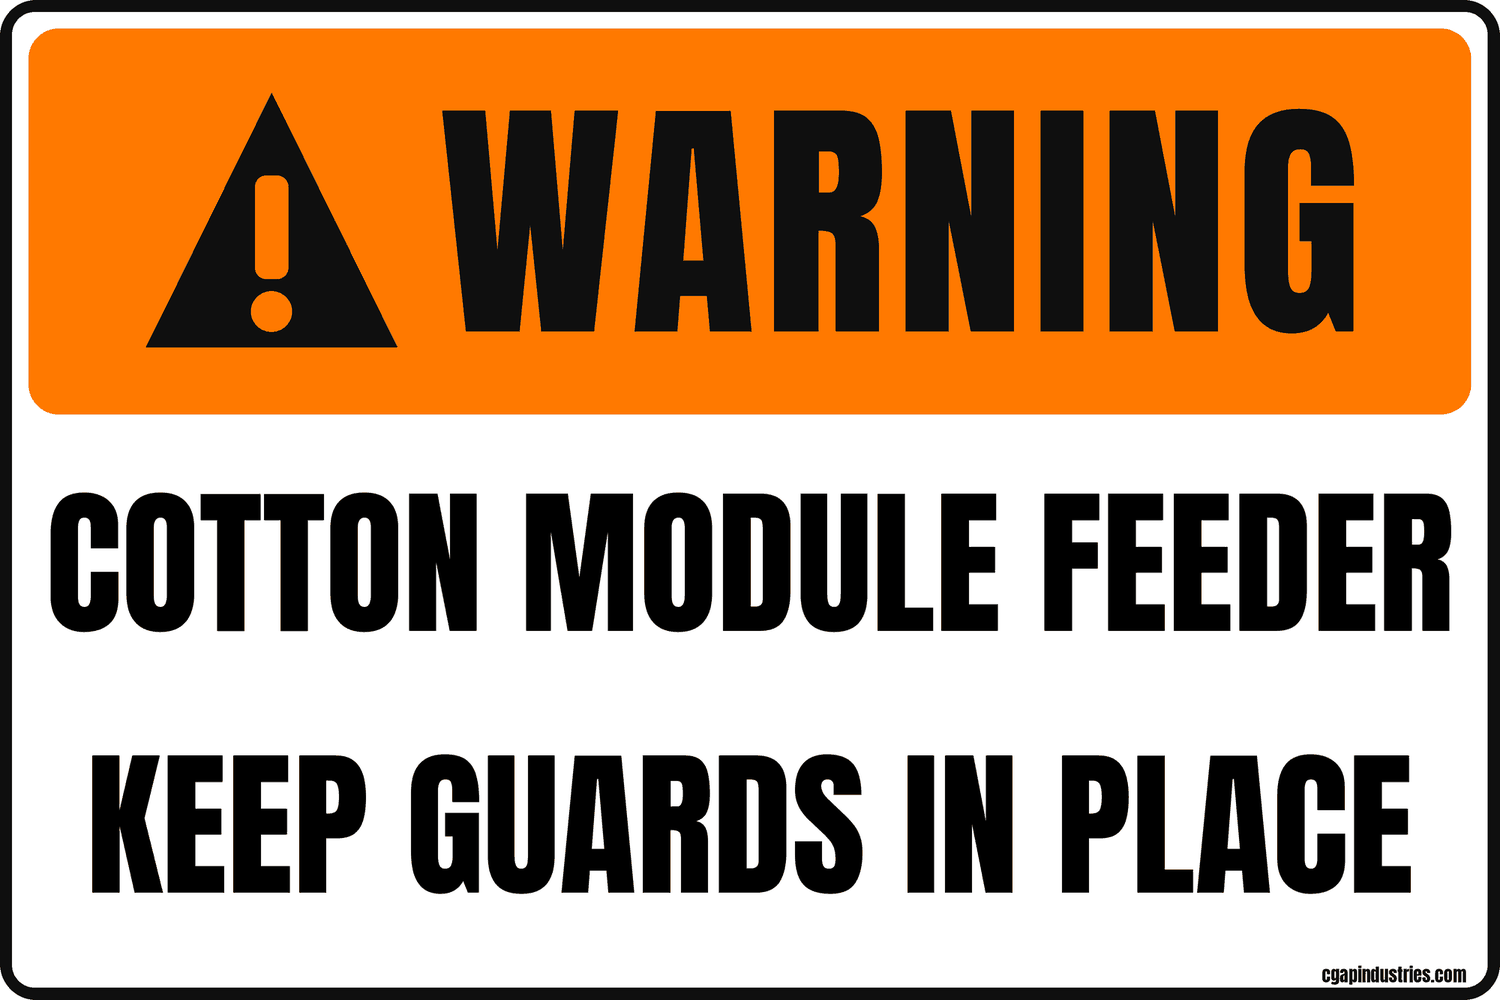 WARNING
COTTON MODULE FEEDER
KEEP GUARDS IN PLACE
cgapindustries.com